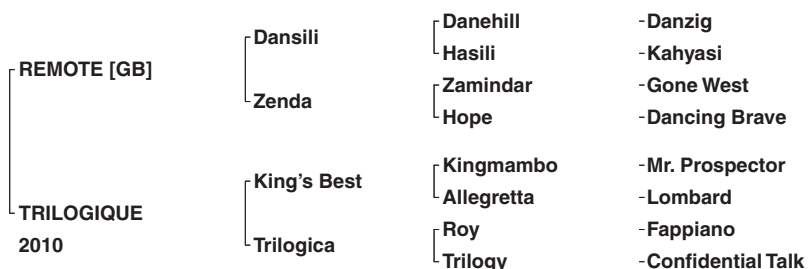 Danehill -Danzig
Dansili
Hasili -Kahyasi
REMOTE [GB]
Zamindar -Gone West
Zenda
Hope -Dancing Brave
Kingmambo -Mr. Prospector
King's Best
Allegretta -Lombard
TRILOGIQUE
Roy -Fappiano
2010
Trilogica
Trilogy -Confidential Talk